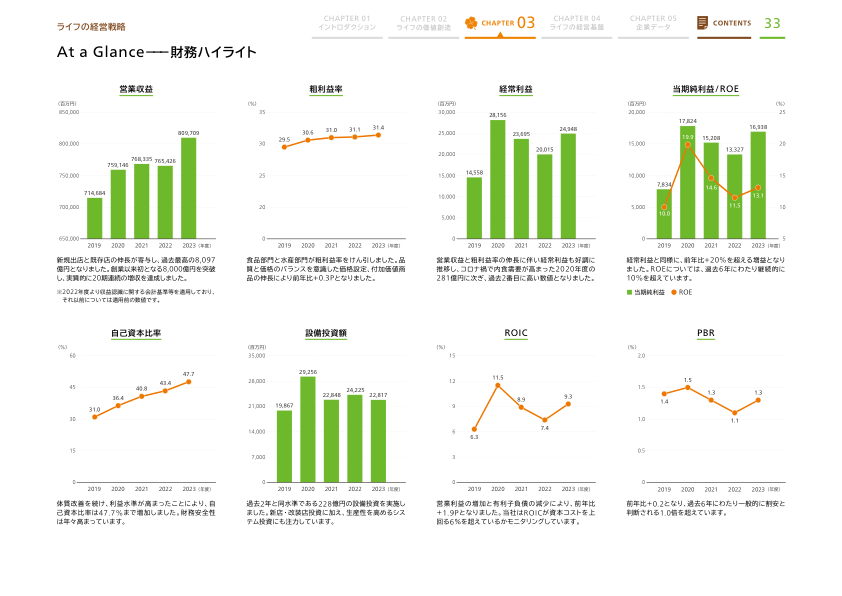 ライフの経営戦略
CHAPTER 01
イントロダクション
CHAPTER 02
ライフの価値創造
CHAPTER 03
CHAPTER 04
ライフの経営基盤
CHAPTER 05
企業データ
CONTENTS
33
At a Glance――財務ハイライト
営業収益
(百万円)
850,000
800,000
750,000
700,000
650,000
714,684
759,146
768,335
765,426
809,709
2019 2020 2021 2022 2023 (年度)
新規出店と既存店の伸長が寄与し、過去最高の8,097
億円となりました。創業以来初となる8,000億円を突破
し、実質的に20期連続の増収を達成しました。
※2022年度より収益認識に関する会計基準等を適用しており、
それ以前については適用前の数値です。
粗利益率
(%)
35
30
25
20
0
29.5
30.6
31.0
31.1
31.4
2019 2020 2021 2022 2023 (年度)
食品部門と水産部門が粗利益率をけん引しました。品
質と価格のバランスを意識した価格設定、付加価値商
品の伸長により前年比+0.3Pとなりました。
経常利益
(百万円)
30,000
25,000
20,000
15,000
10,000
5,000
0
14,558
28,156
23,695
20,015
24,948
2019 2020 2021 2022 2023 (年度)
営業収益と粗利益率の伸長に伴い経常利益も好調に
推移し、コロナ禍で内食需要が高まった2020年度の
281億円に次ぎ、過去2番目に高い数値となりました。
当期純利益/ROE
(百万円)
(%)
20,000
15,000
10,000
5,000
0
25
20
15
10
5
7,834
17,824
15,208
13,327
16,938
10.0
19.8
14.6
11.5
13.1
2019 2020 2021 2022 2023 (年度)
経常利益と同様に、前年比+20%を超える増益となり
ました。ROEについては、過去6年にわたり継続的に
10%を超えています。
当期純利益 ROE
自己資本比率
(%)
60
45
30
15
0
31.0
36.4
40.8
43.4
47.7
2019 2020 2021 2022 2023 (年度)
体質改善を続け、利益水準が高まったことにより、自
己資本比率は47.7%まで増加しました。財務安全性
は年々高まっています。
設備投資額
(百万円)
35,000
28,000
21,000
14,000
7,000
0
19,867
29,256
22,848
24,225
22,817
2019 2020 2021 2022 2023 (年度)
過去2年と同水準である228億円の設備投資を実施し
ました。新店・改装店投資に加え、生産性を高めるシス
テム投資にも注力しています。
ROIC
(%)
15
12
9
6
3
0
6.3
11.5
8.9
7.4
9.3
2019 2020 2021 2022 2023 (年度)
営業利益の増加と有利子負債の減少により、前年比
+1.9Pとなりました。当社はROICが資本コストを上
回る6%を超えているかモニタリングしています。
PBR
(%)
2.0
1.5
1.0
0.5
0
1.4
1.5
1.3
1.1
1.3
2019 2020 2021 2022 2023 (年度)
前年比+0.2となり、過去6年にわたり一般的に割安と
判断される1.0倍を超えています。